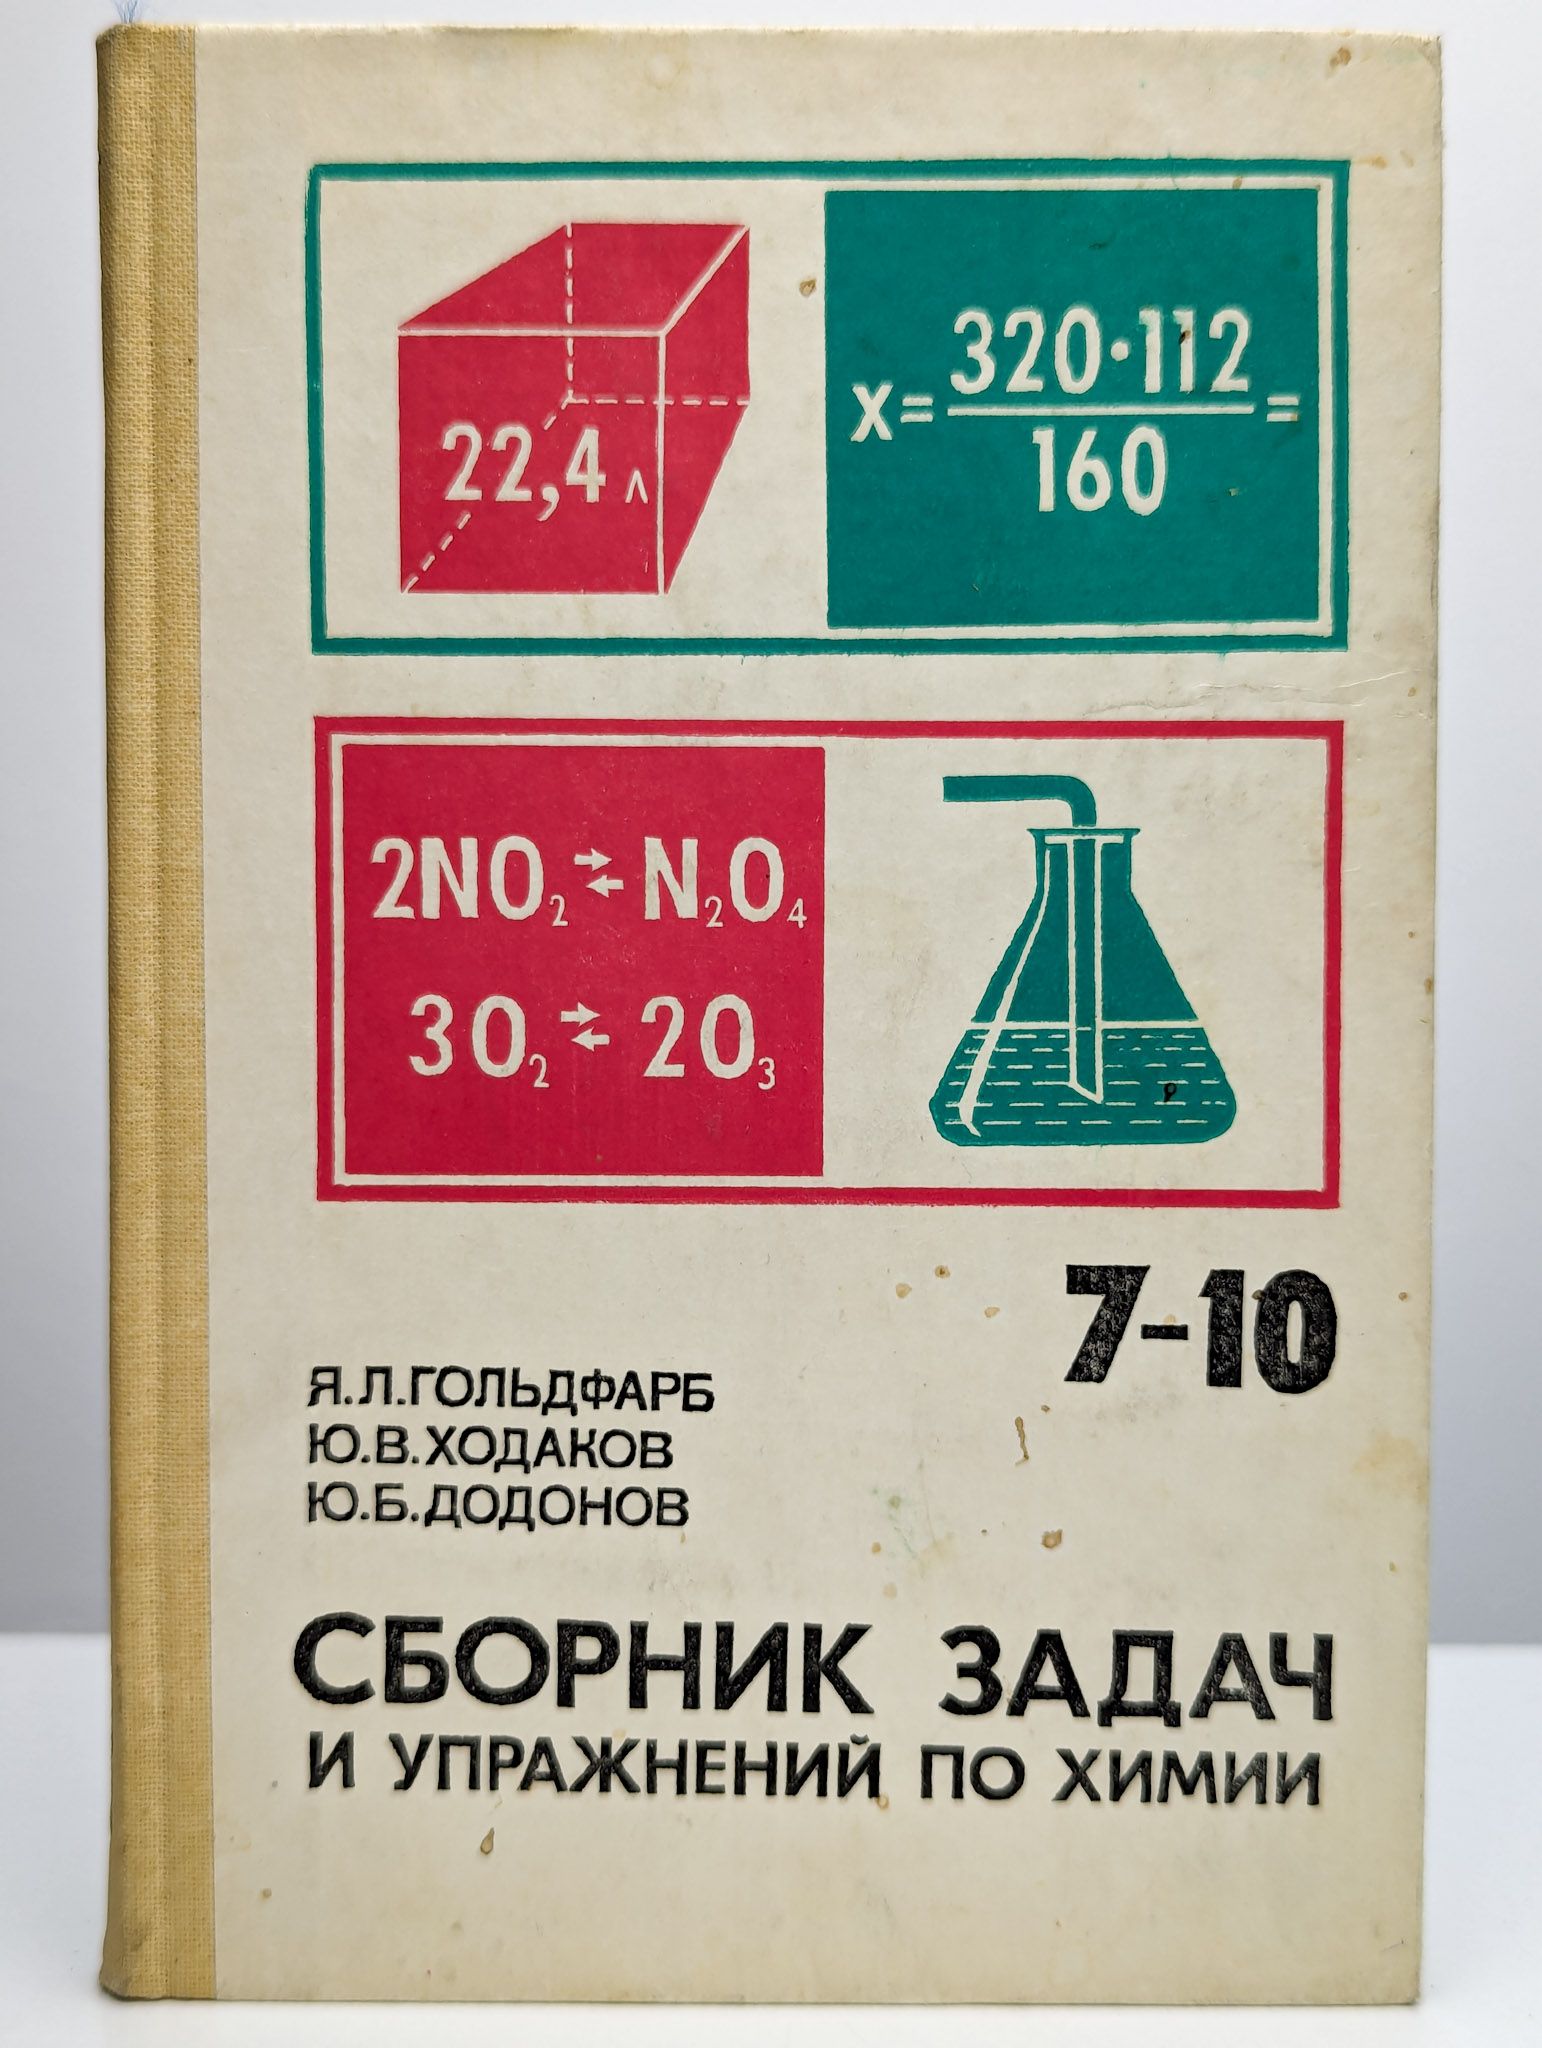 22,4 л
x = 320·112 / 160 =
2NO₂ ⇄ N₂O₄
3O₂ ⇄ 2O₃
7-10
Я.Л.ГОЛЬДФАРБ
Ю.В.ХОДАКОВ
Ю.Б.ДОДОНОВ
СБОРНИК ЗАДАЧ
И УПРАЖНЕНИЙ ПО ХИМИИ